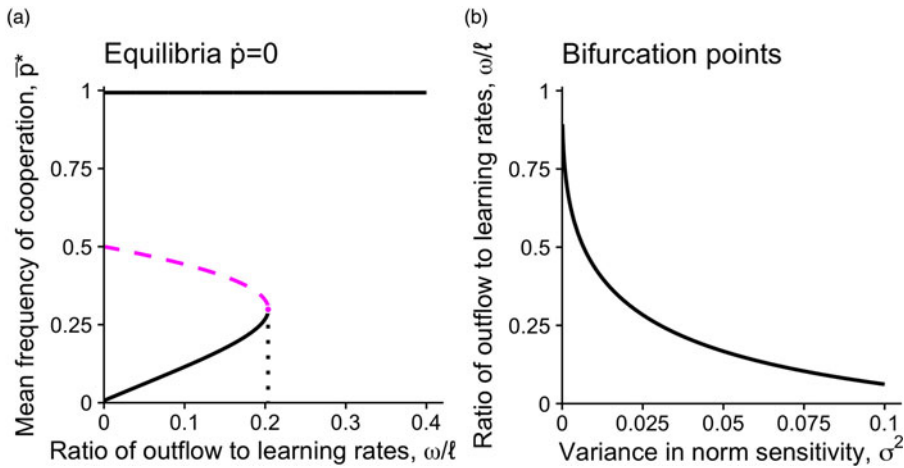 (a)
Equilibria ṗ=0
Mean frequency of cooperation, p̅*
1
0.75
0.5
0.25
0
0
0.1
0.2
0.3
0.4
Ratio of outflow to learning rates, ω/ℓ
(b)
Bifurcation points
Ratio of outflow to learning rates, ω/ℓ
1
0.75
0.5
0.25
0
0
0.025
0.05
0.075
0.1
Variance in norm sensitivity, σ²